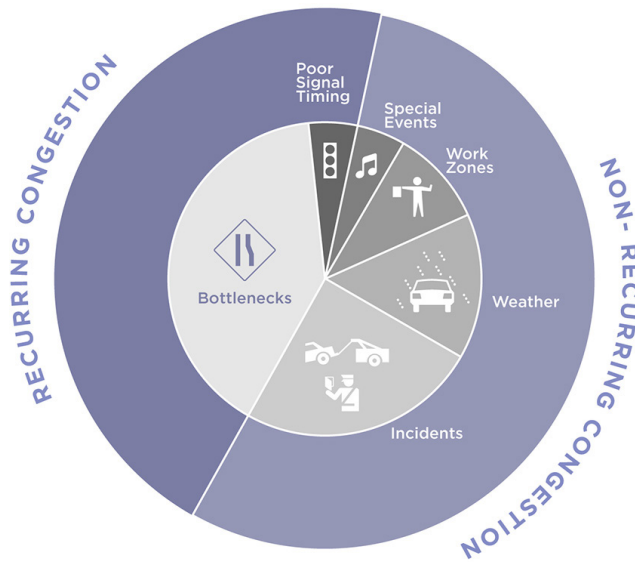 RECURRING CONGESTION
Poor
Signal
Timing
Special
Events
Work
Zones
NON- RECURRING CONGESTION
Bottlenecks
Weather
Incidents